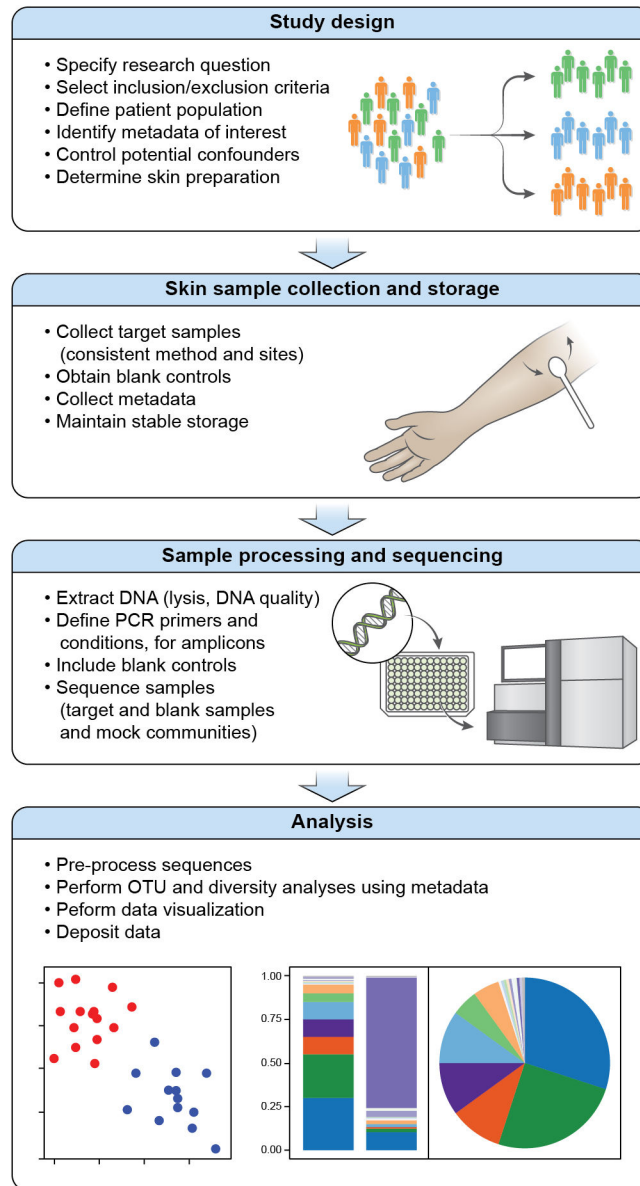 Study design
• Specify research question
• Select inclusion/exclusion criteria
• Define patient population
• Identify metadata of interest
• Control potential confounders
• Determine skin preparation
Skin sample collection and storage
• Collect target samples
(consistent method and sites)
• Obtain blank controls
• Collect metadata
• Maintain stable storage
Sample processing and sequencing
• Extract DNA (lysis, DNA quality)
• Define PCR primers and
conditions, for amplicons
• Include blank controls
• Sequence samples
(target and blank samples
and mock communities)
Analysis
• Pre-process sequences
• Perform OTU and diversity analyses using metadata
• Peform data visualization
• Deposit data
1.00
0.75
0.50
0.25
0.00